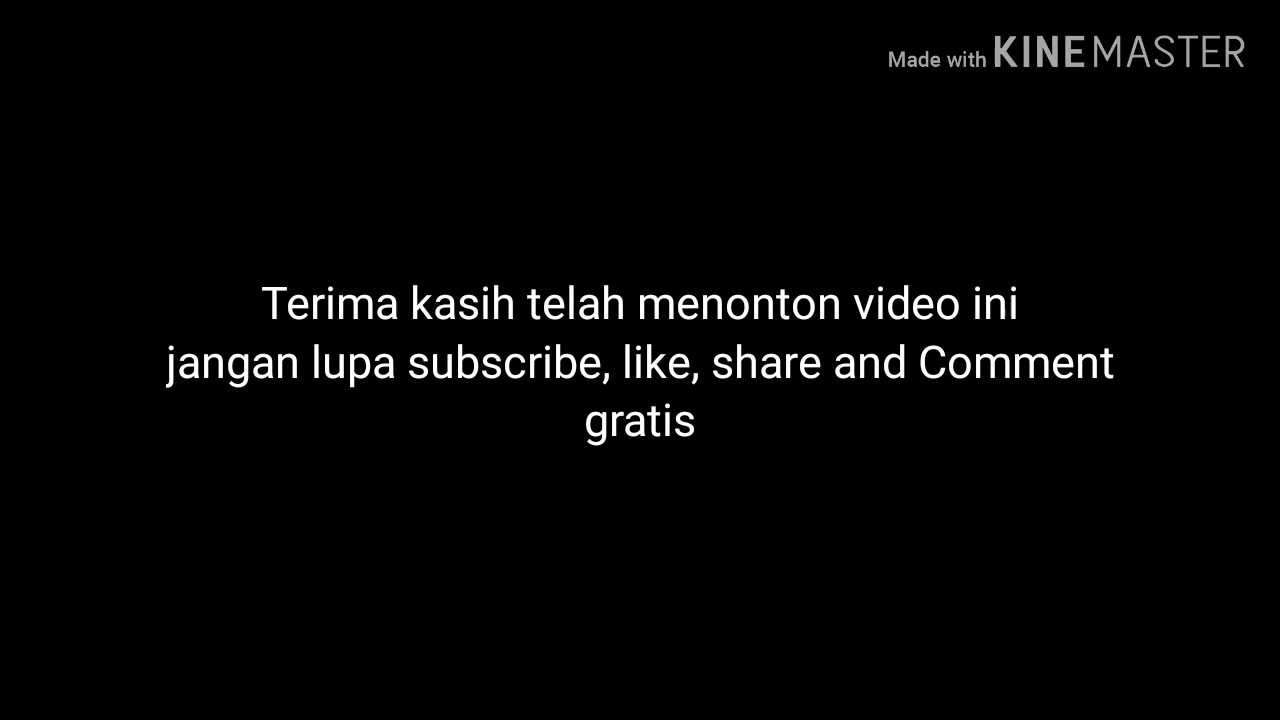 Made with KINEMASTER
Terima kasih telah menonton video ini
jangan lupa subscribe, like, share and Comment
gratis